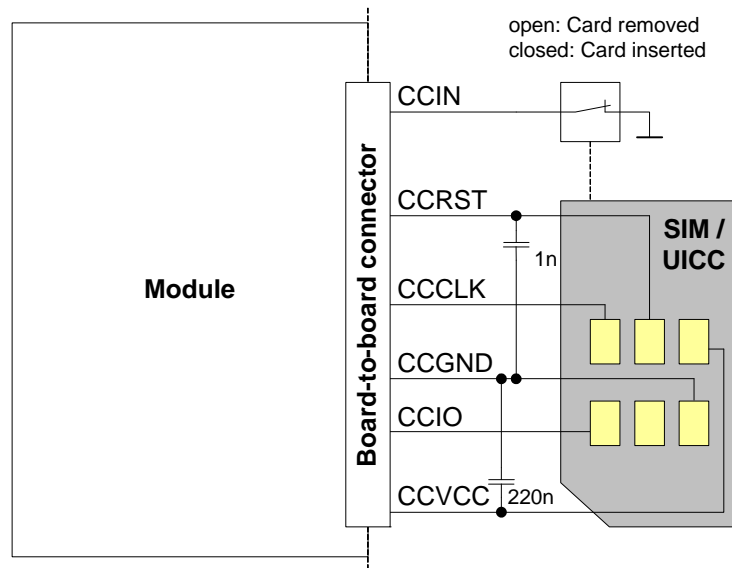 open: Card removed
closed: Card inserted
CCIN
CCRST
SIM /
UICC
1n
Module
Board-to-board connector
CCCLK
CCGND
CCIO
CCVCC
220n